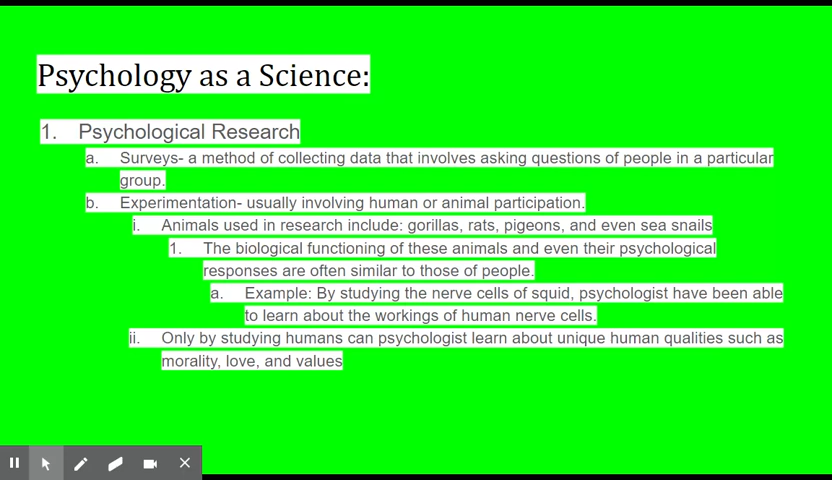 Psychology as a Science:
1. Psychological Research
a. Surveys- a method of collecting data that involves asking questions of people in a particular
group.
b. Experimentation- usually involving human or animal participation.
i. Animals used in research include: gorillas, rats, pigeons, and even sea snails
1. The biological functioning of these animals and even their psychological
responses are often similar to those of people.
a. Example: By studying the nerve cells of squid, psychologist have been able
to learn about the workings of human nerve cells.
ii. Only by studying humans can psychologist learn about unique human qualities such as
morality, love, and values